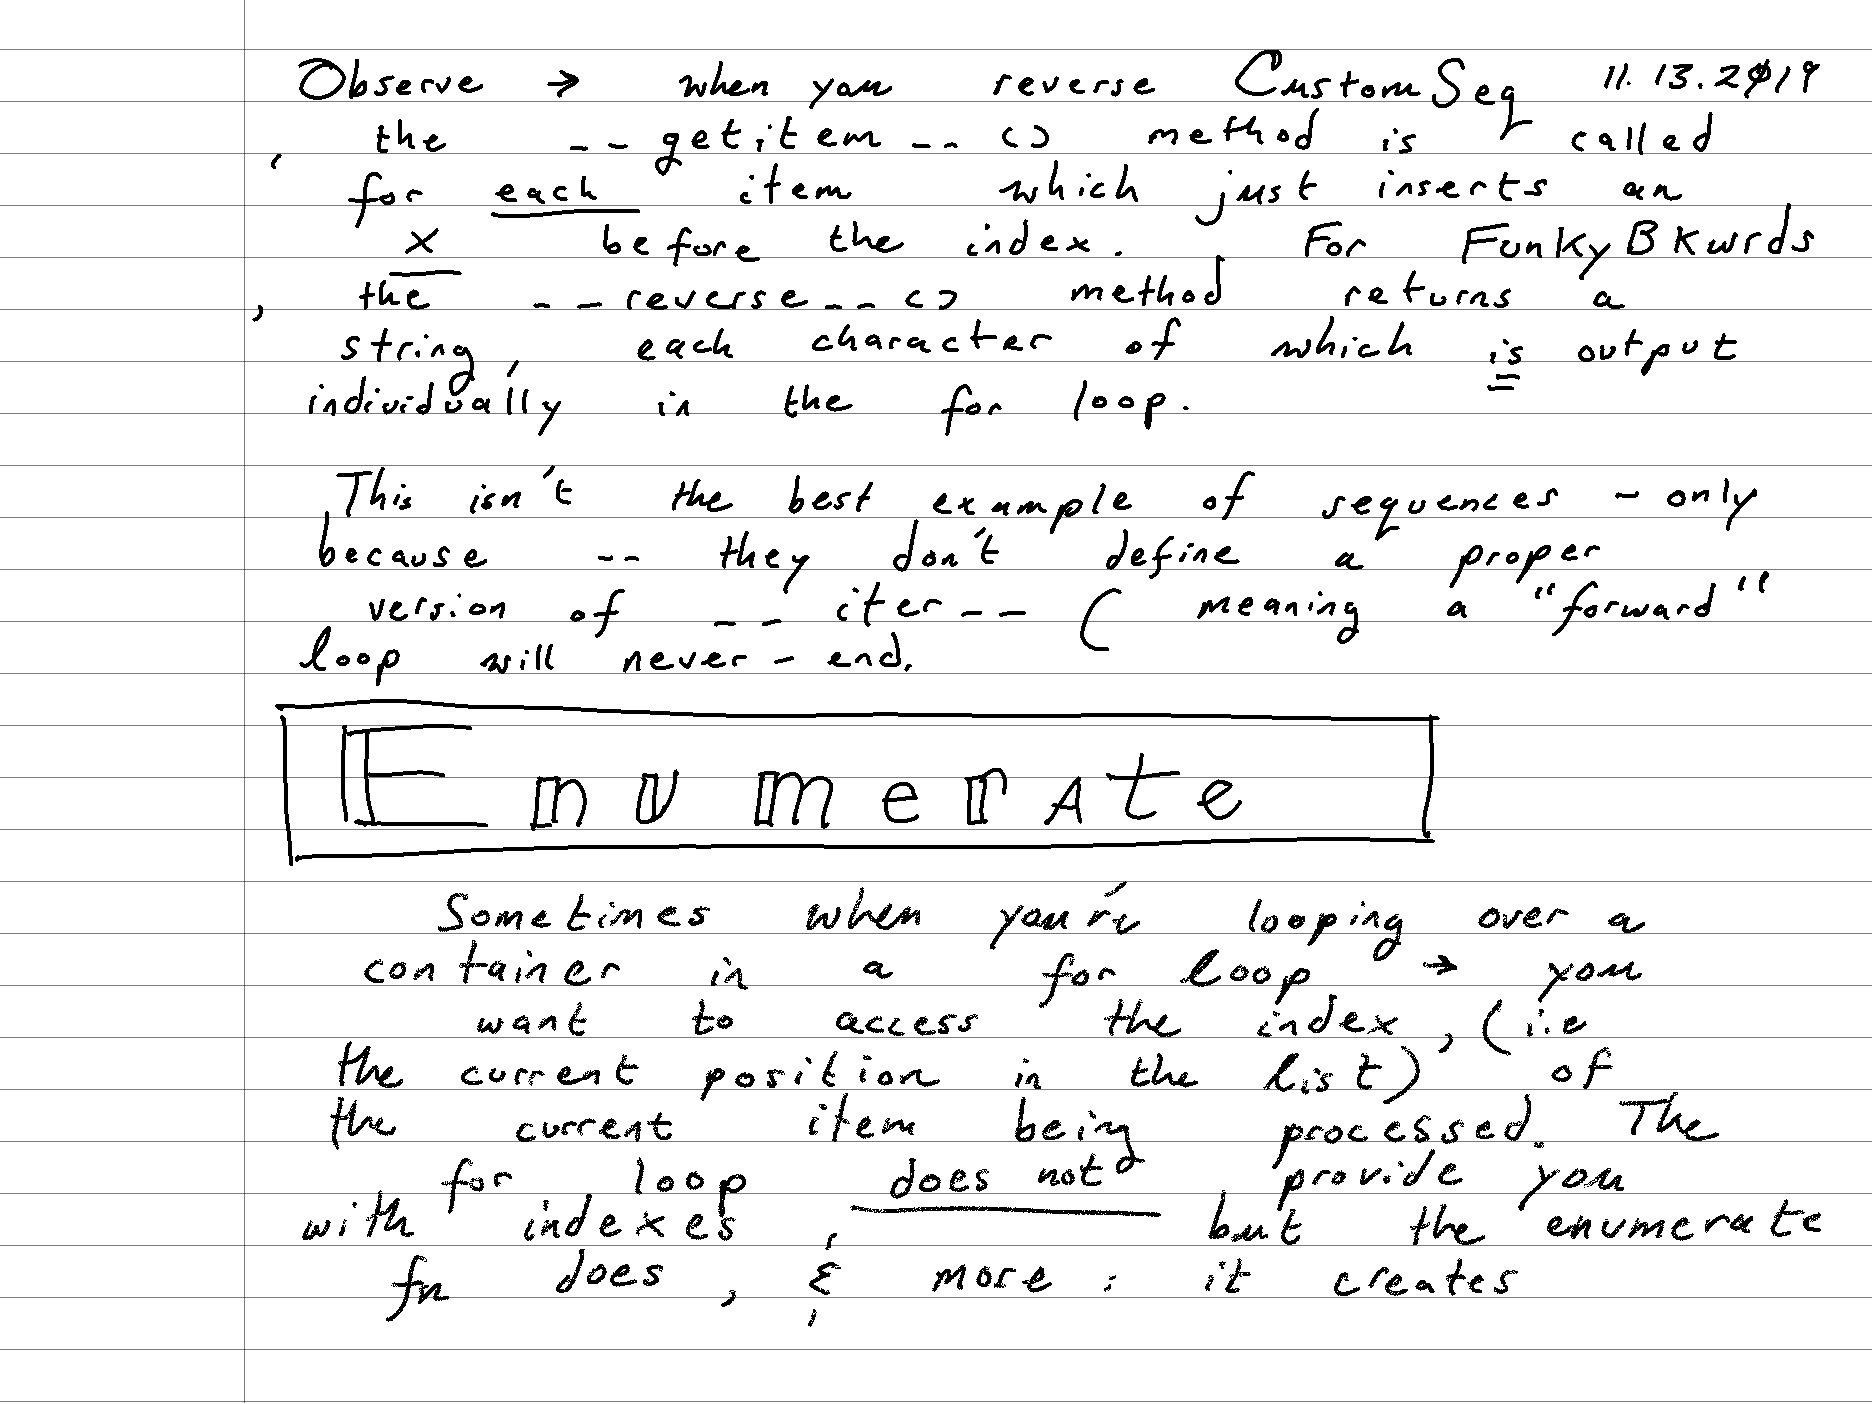 Observe → when you reverse CustomSeq 11.13.2019
, the __getitem__() method is called
for each item which just inserts an
x before the index. For FunkyBKwrds
, the __reverse__() method returns a
string, each character of which is output
individually in the for loop.
This isn't the best example of sequences - only
because -- they don't define a proper
version of __iter__ ( meaning a "forward"
loop will never-end.
Enumerate
Sometimes when you're looping over a
container in a for loop → you
want to access the index, (i.e
the current position in the list) of
the current item being processed. The
for loop does not provide you
with indexes, but the enumerate
fn does, & more: it creates